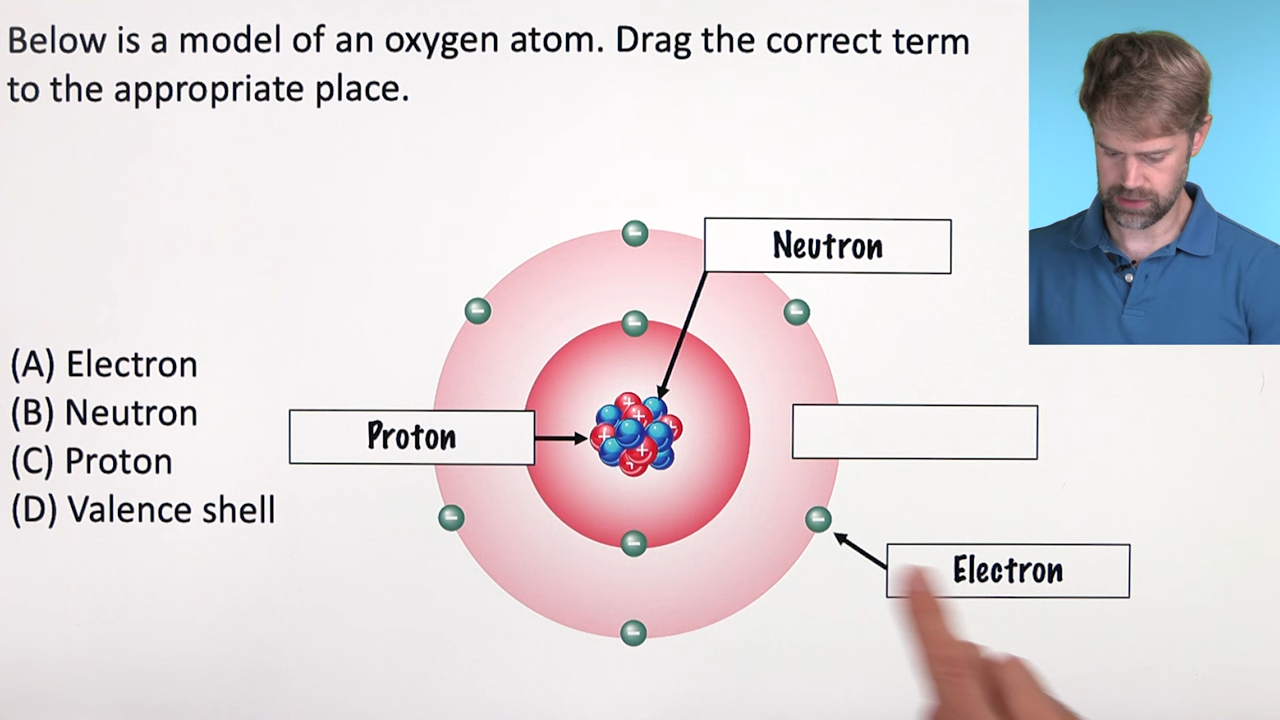 Below is a model of an oxygen atom. Drag the correct term
to the appropriate place.
Neutron
(A) Electron
(B) Neutron
(C) Proton
(D) Valence shell
Proton
Electron